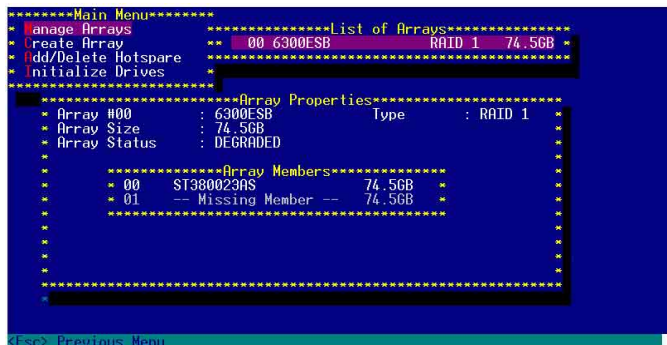 Main Menu
Manage Arrays
Create Array
Add/Delete Hotspare
Initialize Drives
List of Arrays
00 6300ESB RAID 1 74.5GB
Array Properties
Array #00 : 6300ESB Type : RAID 1
Array Size : 74.5GB
Array Status : DEGRADED
Array Members
00 ST380023AS 74.5GB
01 -- Missing Member -- 74.5GB
<Esc> Previous Menu